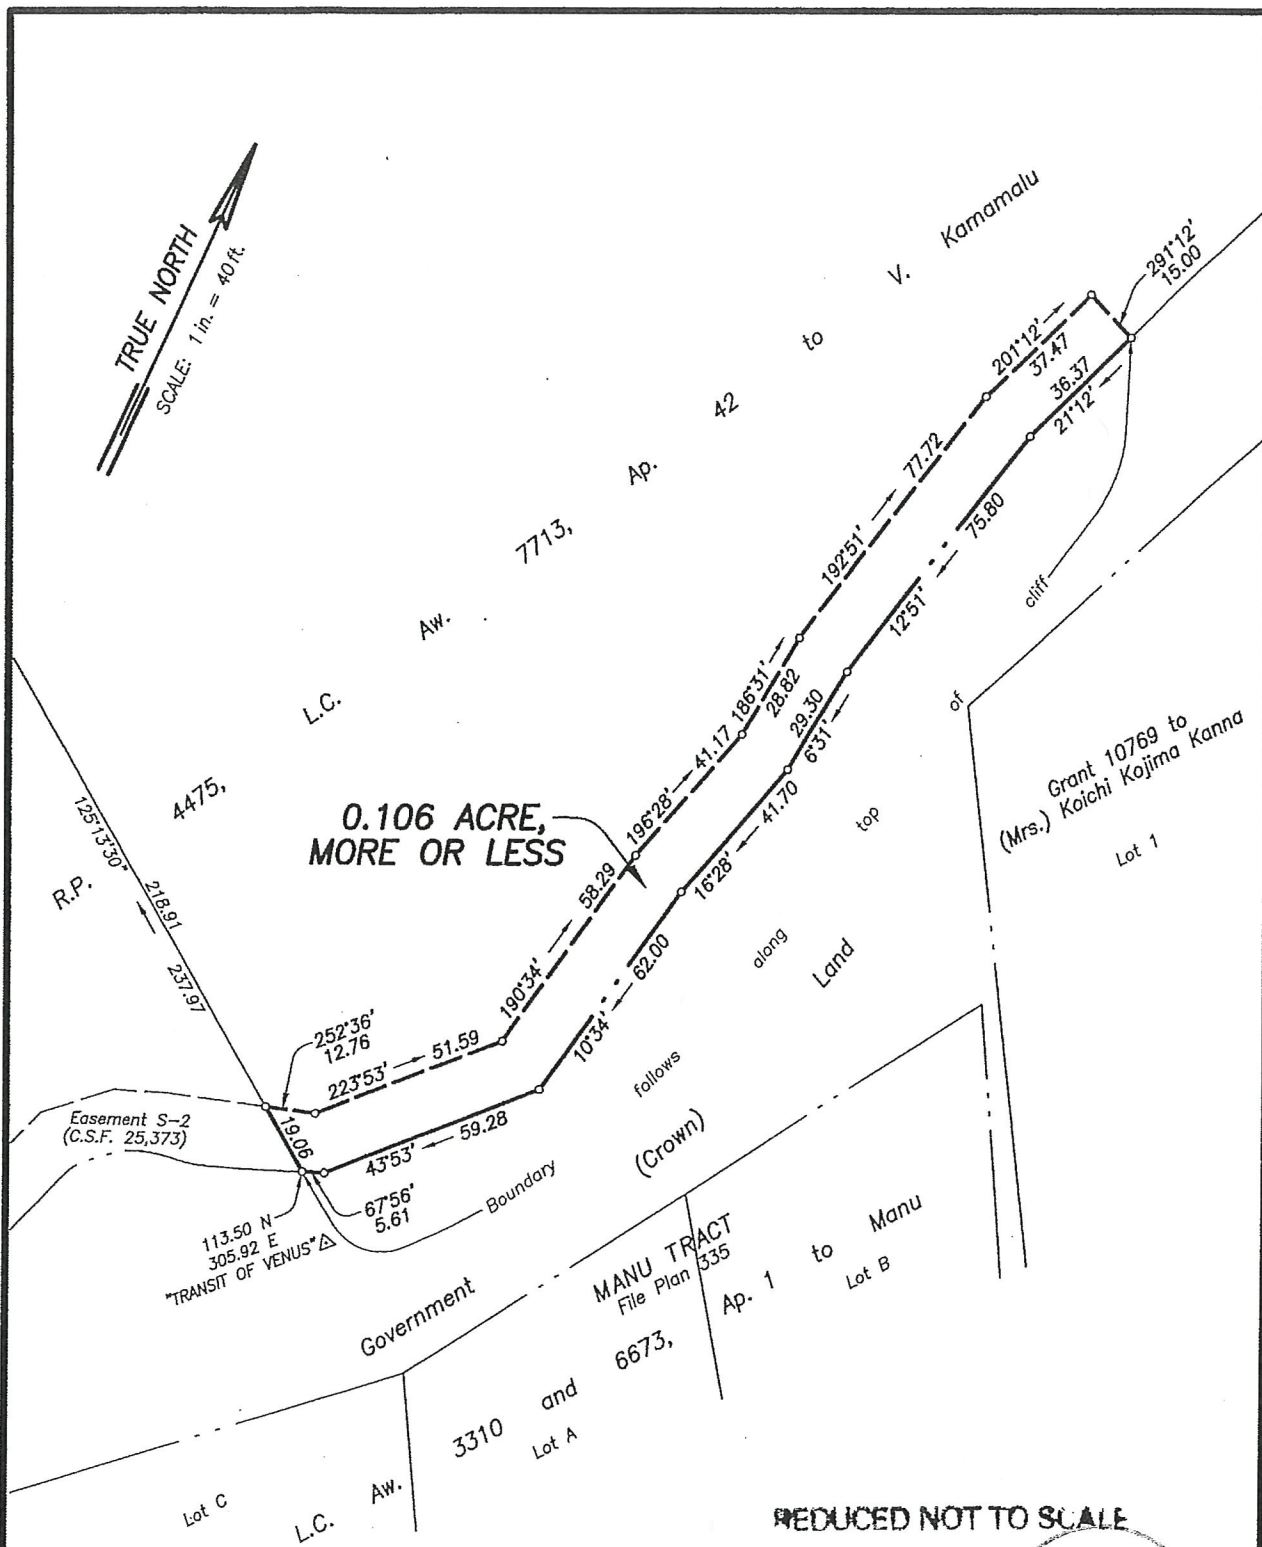 TRUE NORTH
SCALE: 1 in. = 40 ft.
R.P. 4475, L.C. Aw. 7713, Ap. 42 to V. Kamamalu
291°12'
15.00
201°12'
37.47
36.37
21°12'
77.72
192°51'
75.80
12°51'
cliff
186°31'
28.82
29.30
6°31'
196°28' 41.17
41.70
16°28'
0.106 ACRE,
MORE OR LESS
58.29
190°34'
62.00
10°34'
125°13'30"
218.91
237.97
252°36'
12.76
223°53' 51.59
43°53' 59.28
19.06
67°56'
5.61
Easement S-2
(C.S.F. 25,373)
113.50 N
305.92 E
"TRANSIT OF VENUS"
Boundary follows along top of
Government (Crown) Land
Grant 10769 to
(Mrs.) Koichi Kojima Kanna
Lot 1
MANU TRACT
File Plan 335
L.C. Aw. 3310 and 6673, Ap. 1 to Manu
Lot C
Lot A
Lot B
REDUCED NOT TO SCALE